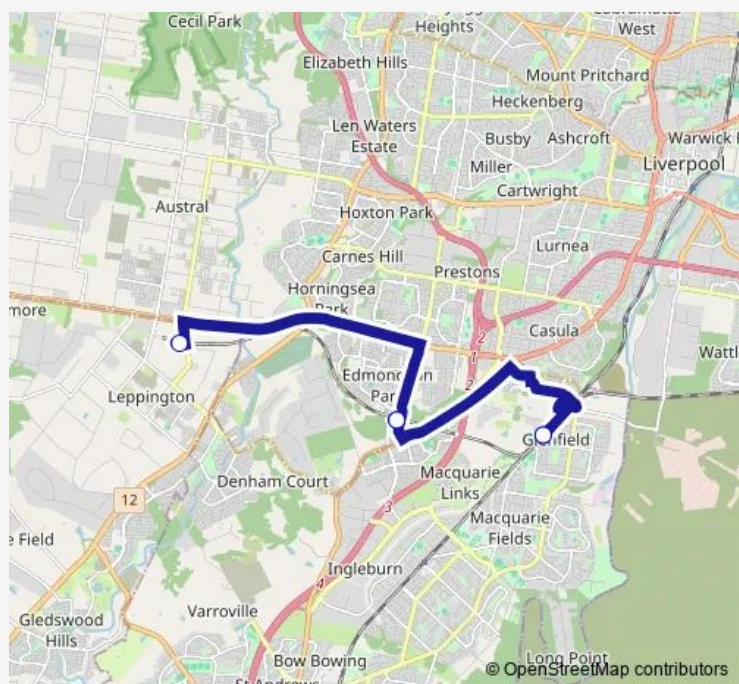 Cecil Park
Heights
Cabramatta
West
Elizabeth Hills
Mount Pritchard
Heckenberg
Len Waters
Estate
Busby
Ashcroft
Warwick
Miller
Liverpool
Cartwright
Austral
Hoxton Park
Lurnea
Carnes Hill
Prestons
Horningsea
Park
more
2
1
2
Casula
Wattl
Edmondson
Park
Leppington
Glenfield
Denham Court
Macquarie
Links
12
3
Macquarie
Fields
e Field
Ingleburn
4
Varroville
Gledswood
Hills
Bow Bowing
Long Point
St Andrews
© OpenStreetMap contributors